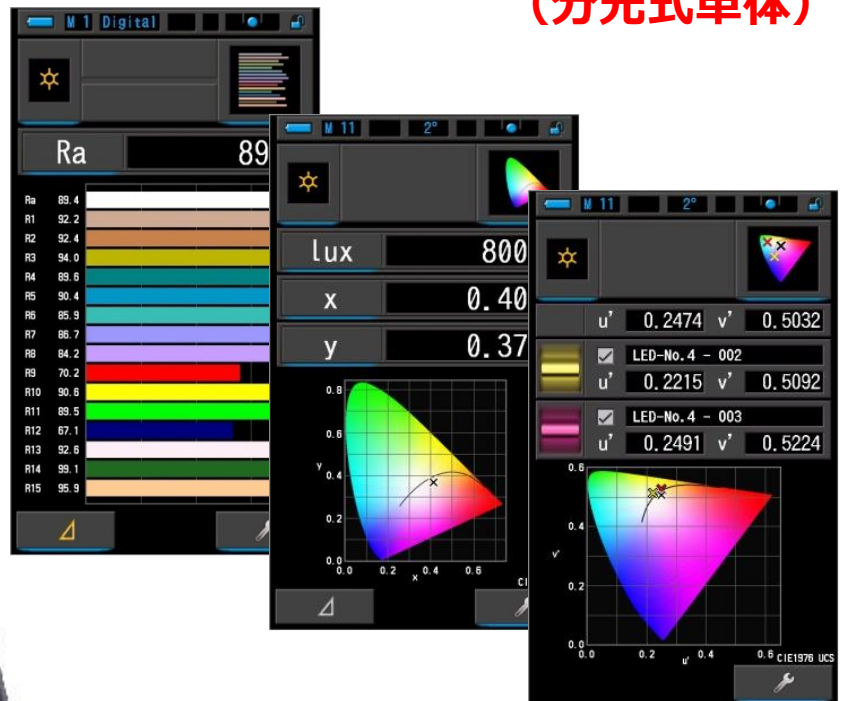 （分光式単体）
M 1 Digital
Ra 89
Ra 89.4
R1 92.2
R2 92.4
R3 94.0
R4 89.6
R5 90.4
R6 85.9
R7 86.7
R8 84.2
R9 70.2
R10 90.6
R11 89.5
R12 67.1
R13 92.6
R14 99.1
R15 95.9
M 11 2°
lux 800
x 0.40
y 0.37
0.8
0.6
y 0.4
0.2
0.0
0.0 0.2 x 0.4 0.6
CI
M 11 2°
u' 0.2474 v' 0.5032
LED-No.4 - 002
u' 0.2215 v' 0.5092
LED-No.4 - 003
u' 0.2491 v' 0.5224
0.6
0.4
v'
0.2
0.0
0.0 0.2 u' 0.4 0.6 CIE1976 UCS